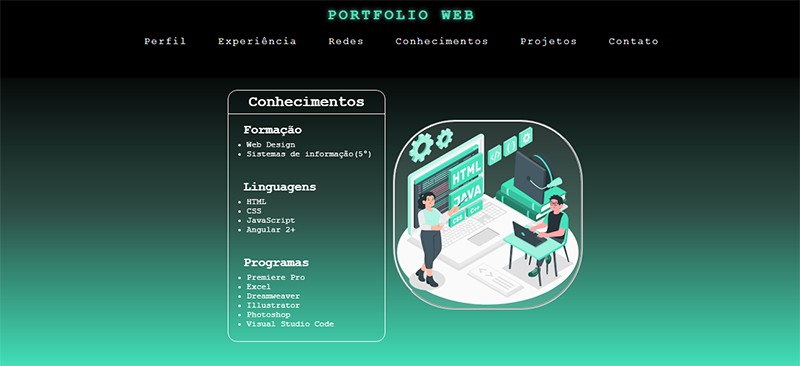 PORTFOLIO WEB
Perfil Experiência Redes Conhecimentos Projetos Contato
Conhecimentos
Formação
Web Design
Sistemas de informação(5°)
Linguagens
HTML
CSS
JavaScript
Angular 2+
Programas
Premiere Pro
Excel
Dreamweaver
Illustrator
Photoshop
Visual Studio Code
HTML
JAVA
CSS C++